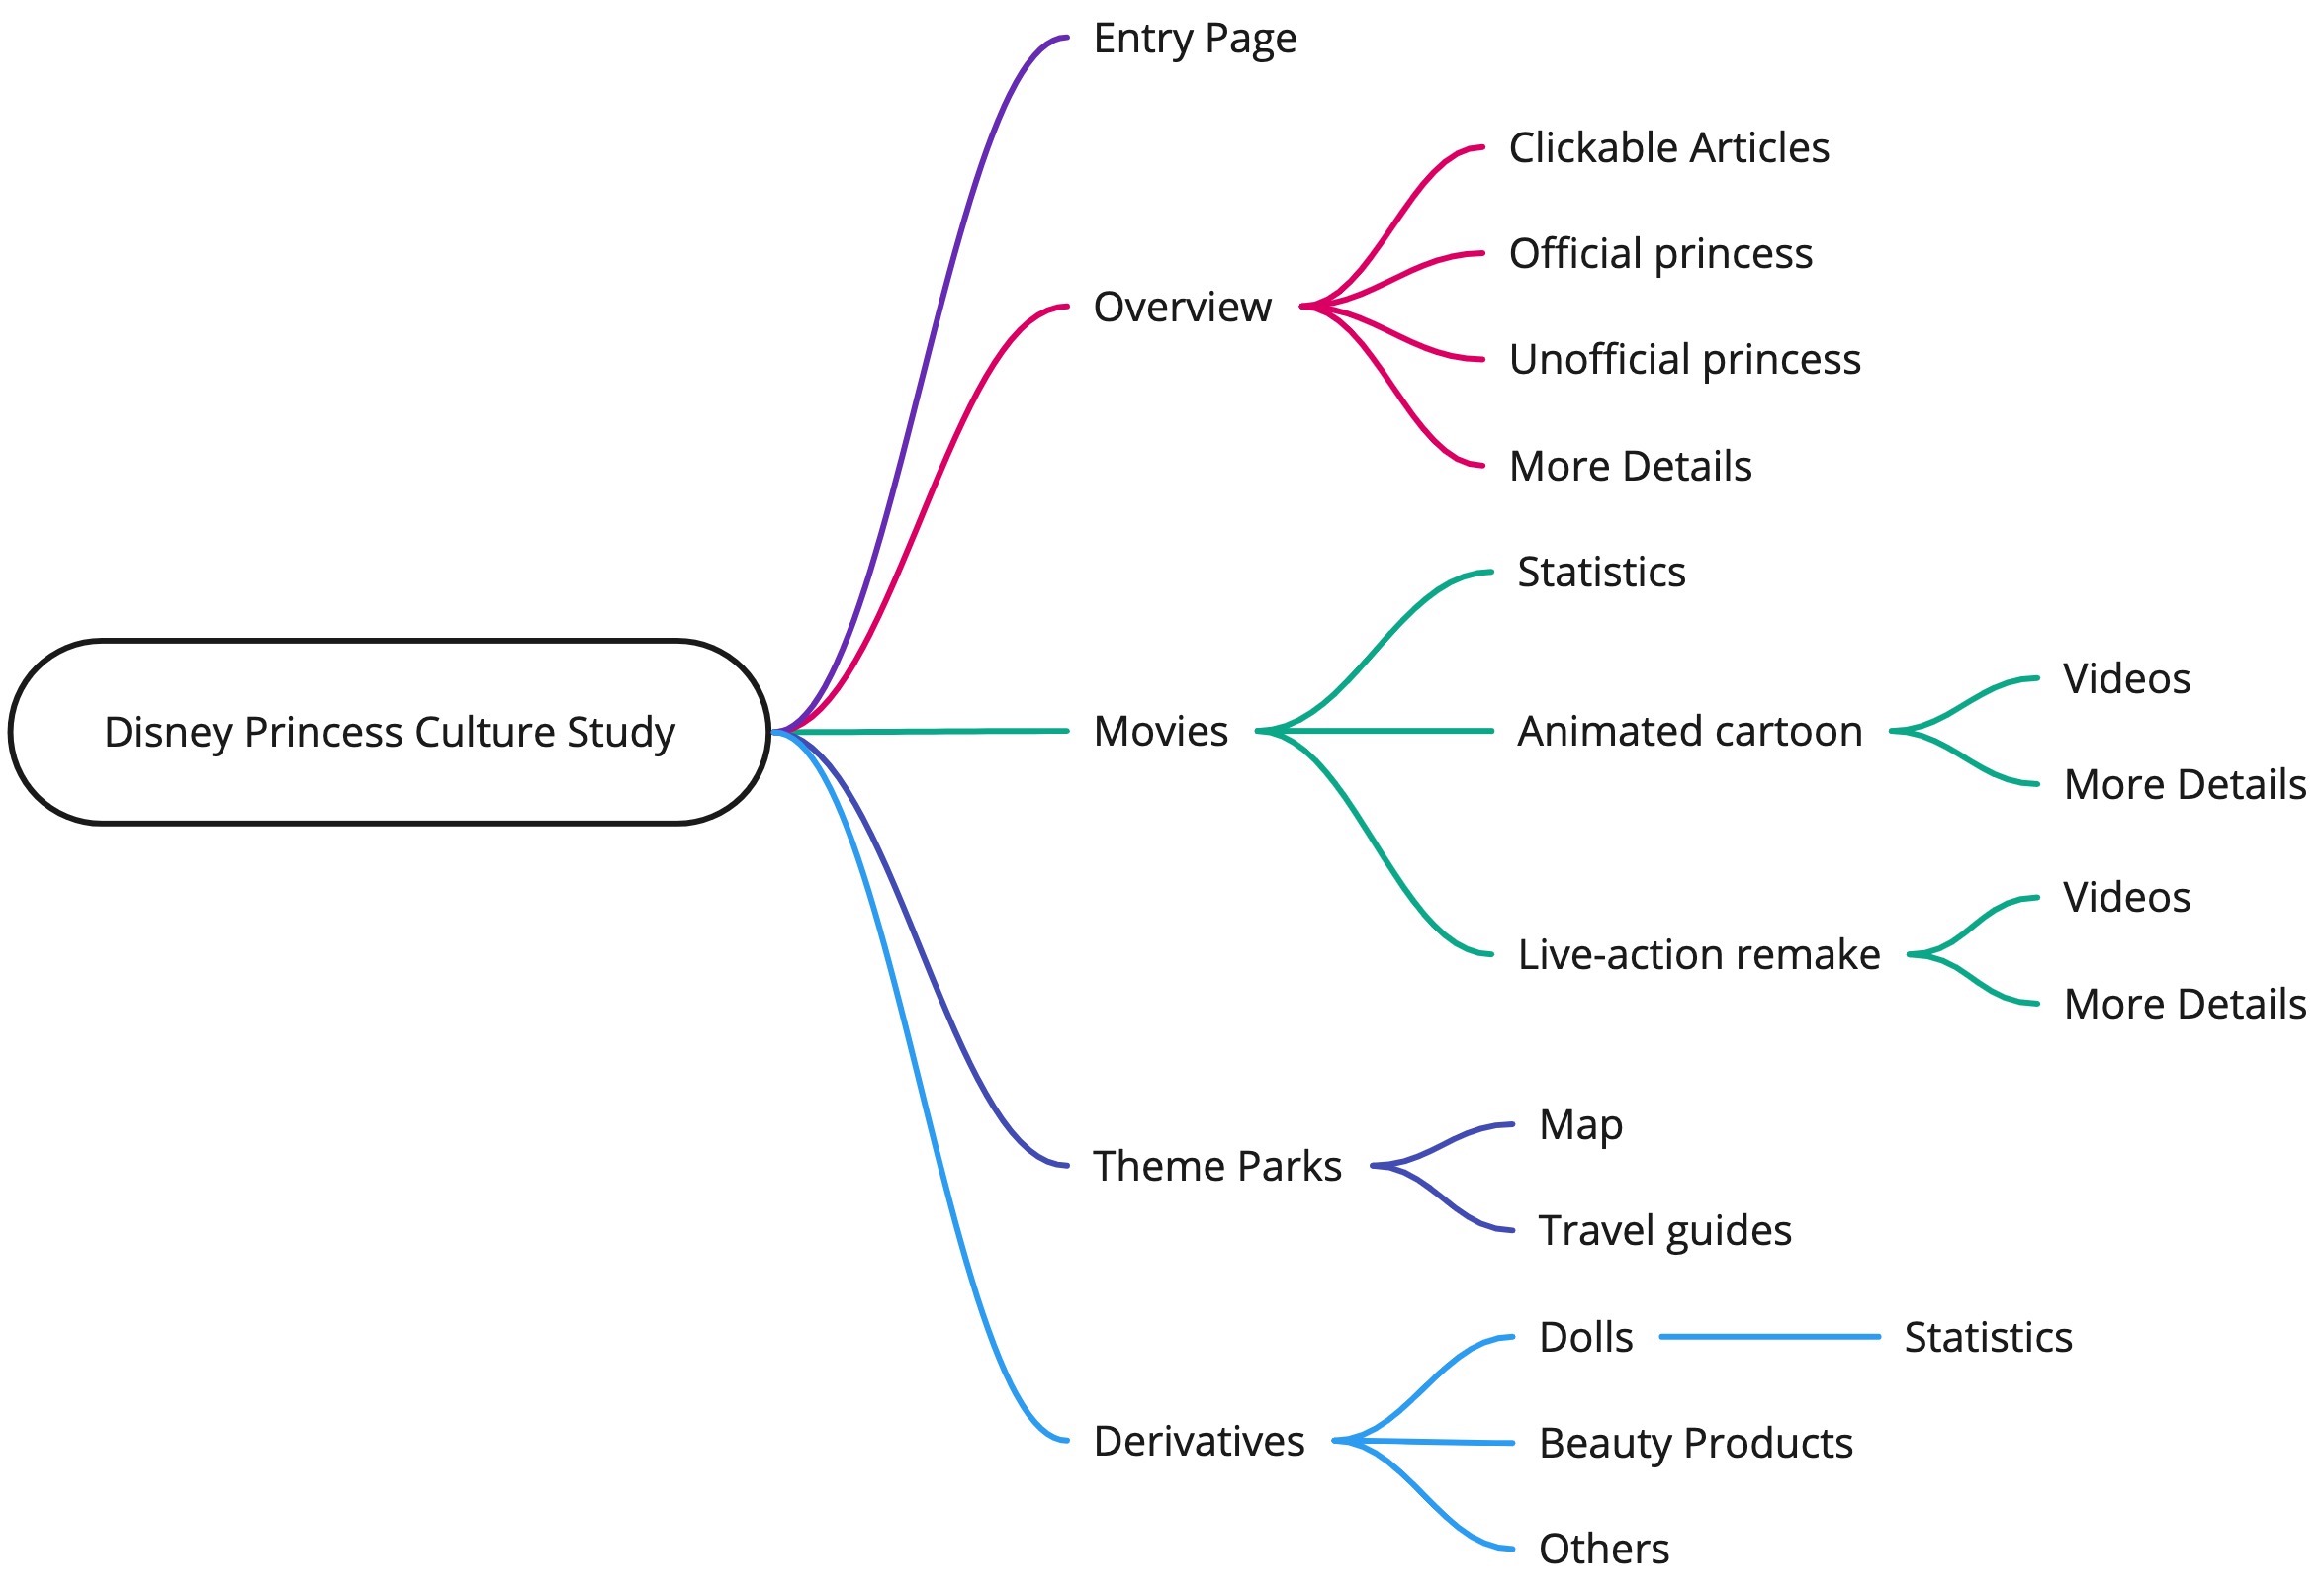 Disney Princess Culture Study
Entry Page
Overview
Clickable Articles
Official princess
Unofficial princess
More Details
Movies
Statistics
Animated cartoon
Videos
More Details
Live-action remake
Videos
More Details
Theme Parks
Map
Travel guides
Derivatives
Dolls
Statistics
Beauty Products
Others